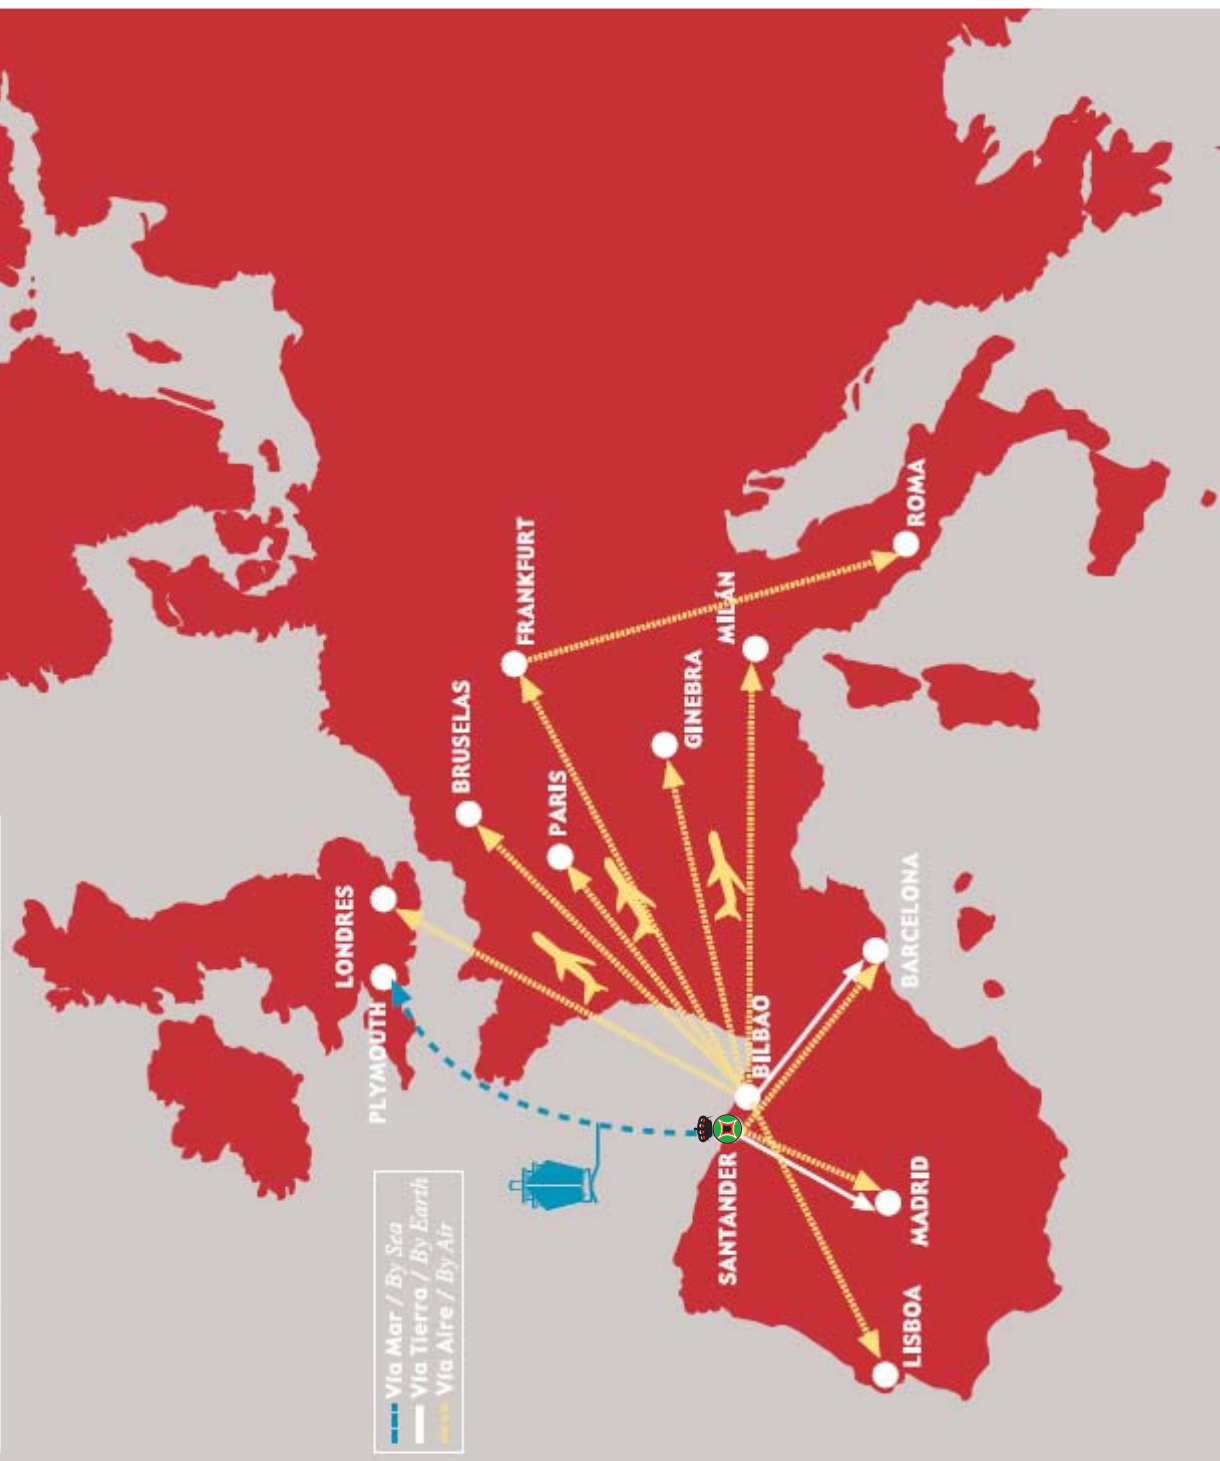 Vía Mar / By Sea
Vía Tierra / By Earth
Vía Aire / By Air
PLYMOUTH
LONDRES
BRUSELAS
FRANKFURT
PARIS
GINEBRA
MILÁN
ROMA
SANTANDER
BILBAO
LISBOA
MADRID
BARCELONA